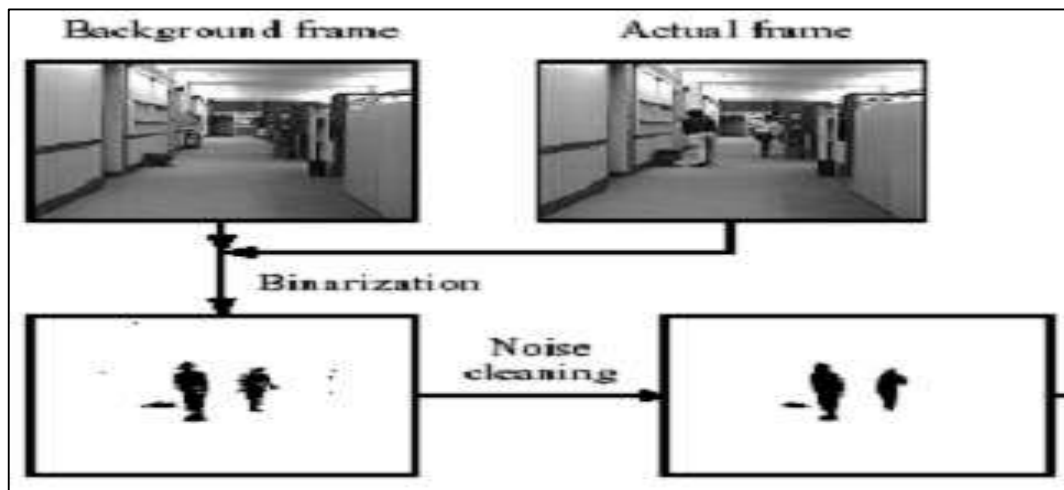 Background frame
Actual frame
Binarization
Noise
cleaning